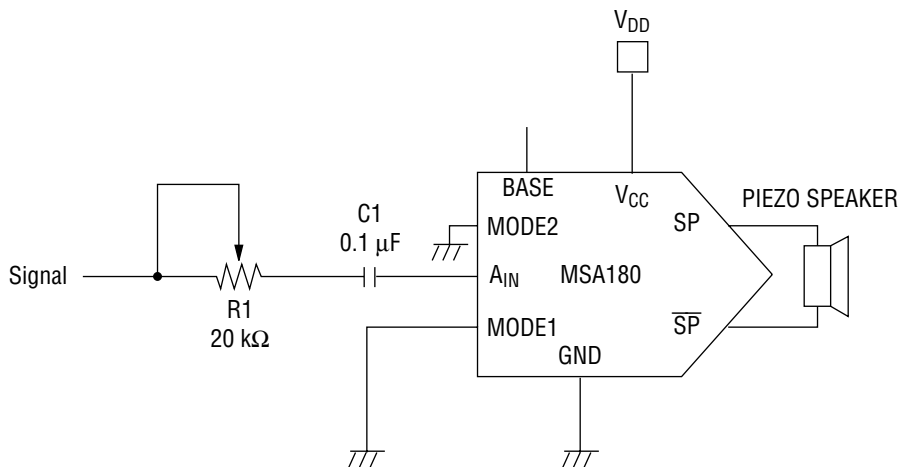 V_DD
BASE
V_CC
PIEZO SPEAKER
C1
0.1 µF
MODE2
SP
Signal
A_IN
MSA180
R1
20 kΩ
MODE1
S̅P̅
GND